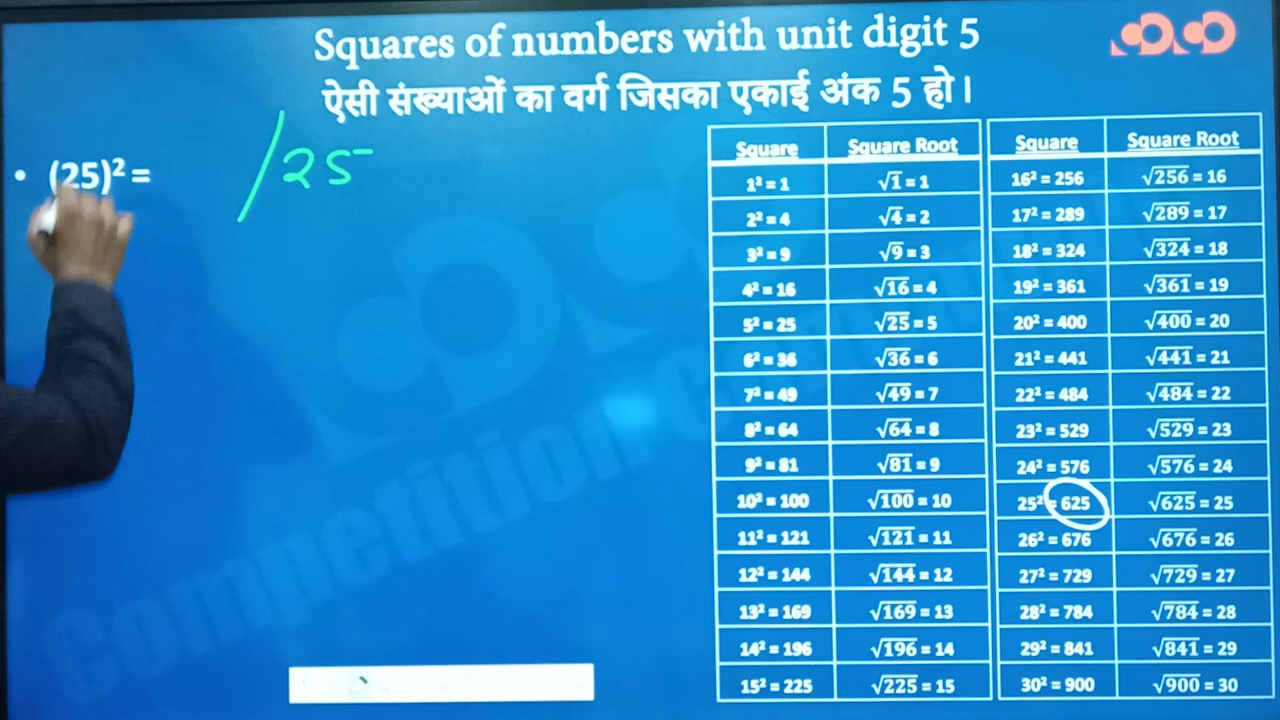 Squares of numbers with unit digit 5
ऐसी संख्याओं का वर्ग जिसका एकाई अंक 5 हो।
• (25)² =
/25
Square Square Root Square Square Root
1² = 1 √1 = 1 16² = 256 √256 = 16
2² = 4 √4 = 2 17² = 289 √289 = 17
3² = 9 √9 = 3 18² = 324 √324 = 18
4² = 16 √16 = 4 19² = 361 √361 = 19
5² = 25 √25 = 5 20² = 400 √400 = 20
6² = 36 √36 = 6 21² = 441 √441 = 21
7² = 49 √49 = 7 22² = 484 √484 = 22
8² = 64 √64 = 8 23² = 529 √529 = 23
9² = 81 √81 = 9 24² = 576 √576 = 24
10² = 100 √100 = 10 25² = 625 √625 = 25
11² = 121 √121 = 11 26² = 676 √676 = 26
12² = 144 √144 = 12 27² = 729 √729 = 27
13² = 169 √169 = 13 28² = 784 √784 = 28
14² = 196 √196 = 14 29² = 841 √841 = 29
15² = 225 √225 = 15 30² = 900 √900 = 30
Competition